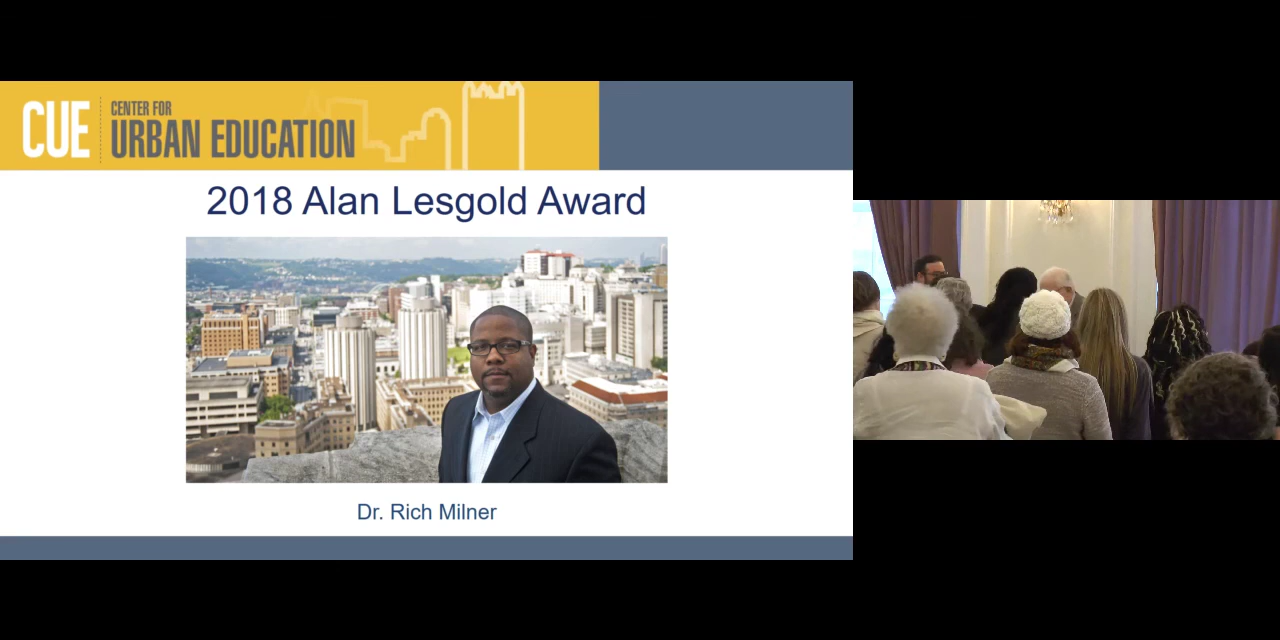 CUE
CENTER FOR
URBAN EDUCATION
2018 Alan Lesgold Award
Dr. Rich Milner